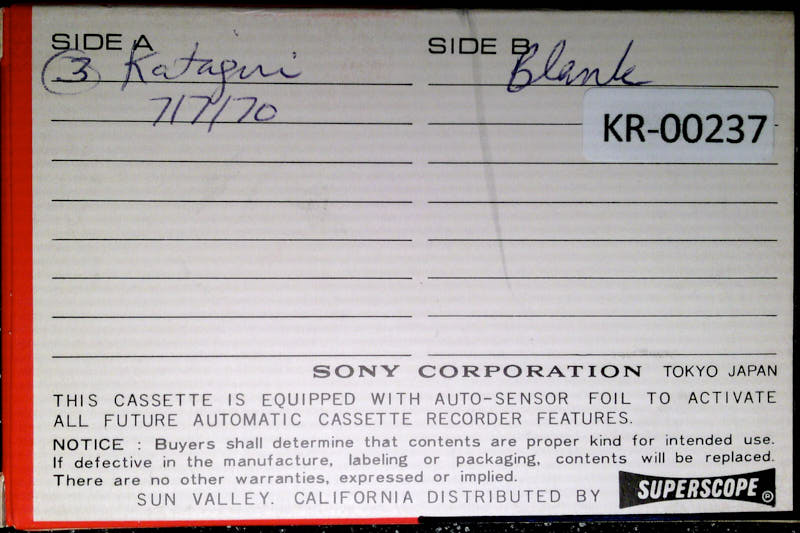 SIDE A
③ Katagiri
7/7/70
SIDE B
Blank
KR-00237
SONY CORPORATION TOKYO JAPAN
THIS CASSETTE IS EQUIPPED WITH AUTO-SENSOR FOIL TO ACTIVATE
ALL FUTURE AUTOMATIC CASSETTE RECORDER FEATURES.
NOTICE : Buyers shall determine that contents are proper kind for intended use.
If defective in the manufacture, labeling or packaging, contents will be replaced.
There are no other warranties, expressed or implied.
SUN VALLEY. CALIFORNIA DISTRIBUTED BY SUPERSCOPE ®